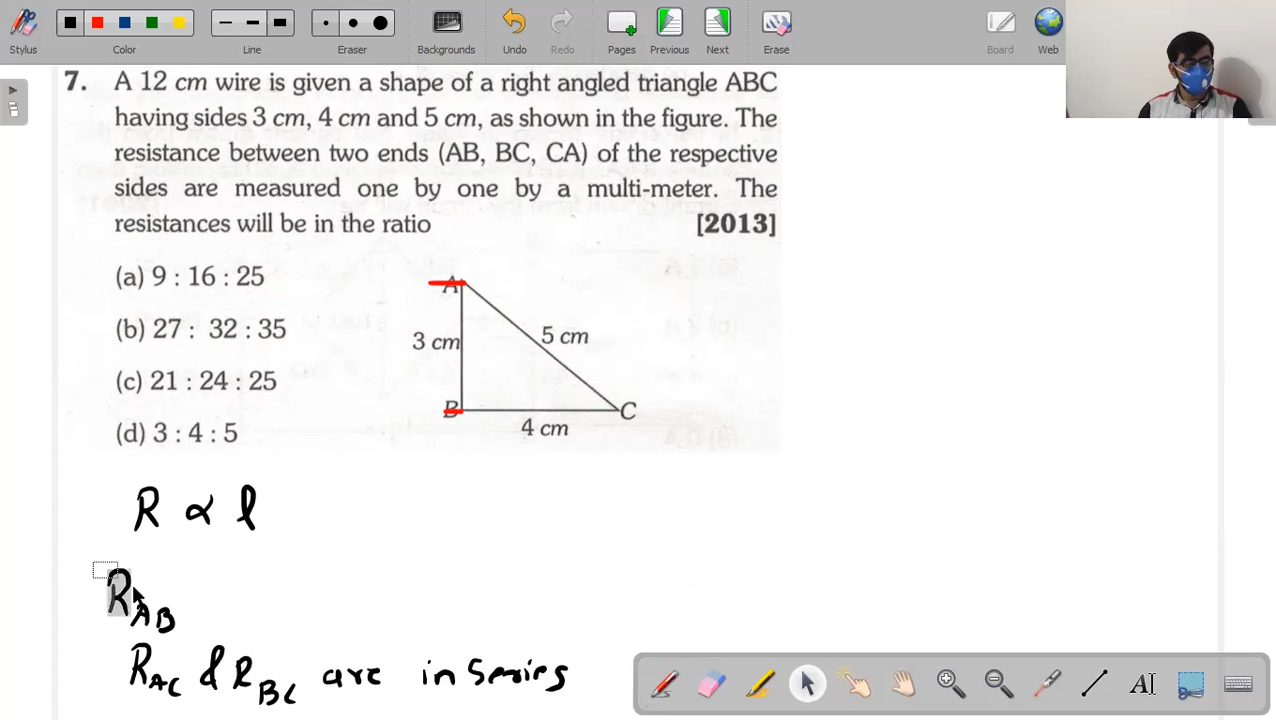 Stylus Color Line Eraser Backgrounds Undo Redo Pages Previous Next Erase Board Web
7. A 12 cm wire is given a shape of a right angled triangle ABC
having sides 3 cm, 4 cm and 5 cm, as shown in the figure. The
resistance between two ends (AB, BC, CA) of the respective
sides are measured one by one by a multi-meter. The
resistances will be in the ratio [2013]
(a) 9 : 16 : 25
(b) 27 : 32 : 35
(c) 21 : 24 : 25
(d) 3 : 4 : 5
A
3 cm
5 cm
B
C
4 cm
R ∝ l
R_AB
R_AC & R_BC are in Series